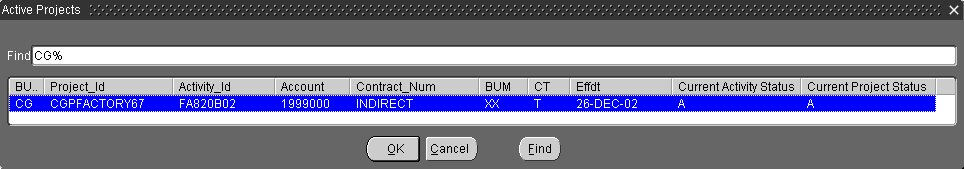 Active Projects
Find CG%
BU.. Project_Id Activity_Id Account Contract_Num BUM CT Effdt Current Activity Status Current Project Status
CG CGPFACTORY67 FA820B02 1999000 INDIRECT XX T 26-DEC-02 A A
OK Cancel Find